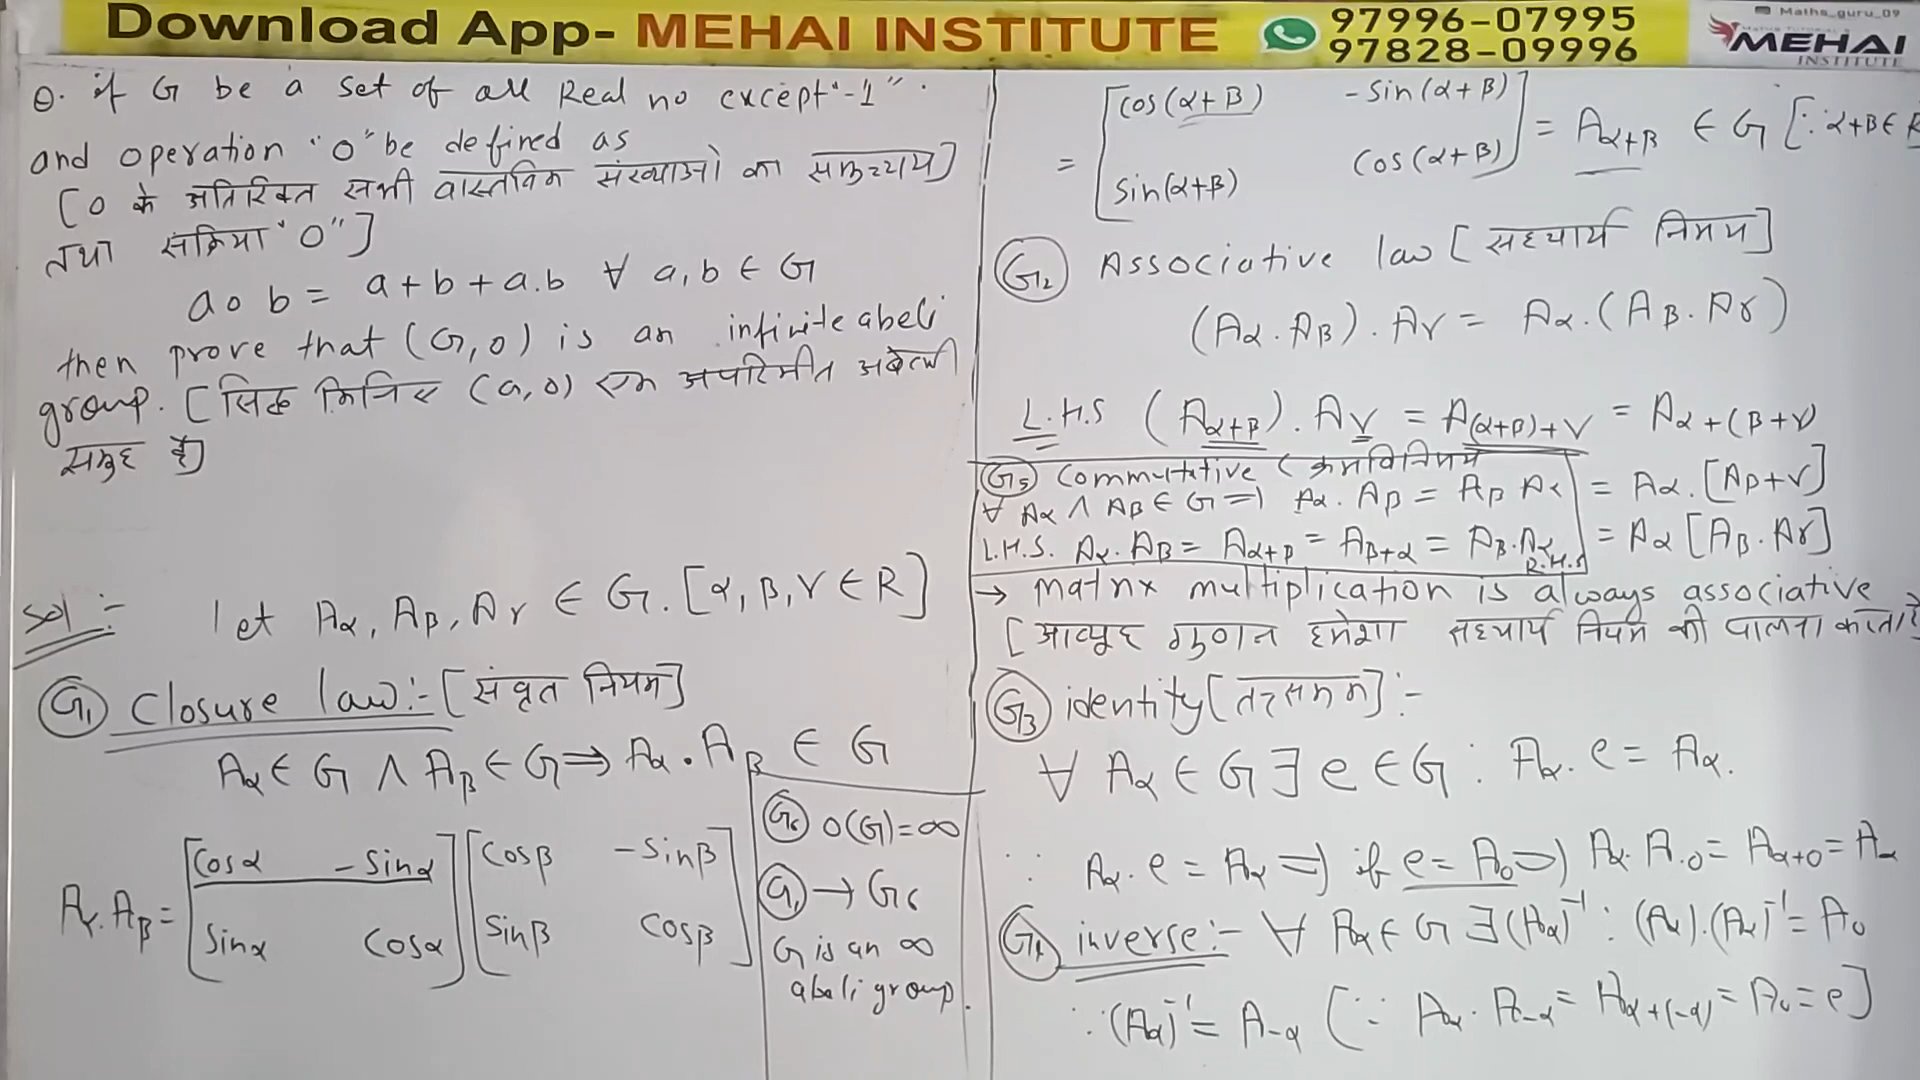 Download App- MEHAI INSTITUTE
97996-07995
97828-09996
Maths_guru_09
MEHAI
INSTITUTE
Q. if G be a set of all Real no except "-1".
and operation "o" be defined as
[0 के अतिरिक्त सभी वास्तविक संख्याओं का समुच्चय]
तथा संक्रिया "0"]
a o b = a + b + a.b ∀ a, b ∈ G
then prove that (G, o) is an infinite abeli
group. [सिद्ध किजिए (G, o) एक अपरिमीत अबेली
समूह है]
Sol :- let Aα, Aβ, Aγ ∈ G. [α, β, γ ∈ R]
G1 Closure law :- [संवृत नियम]
Aα ∈ G ∧ Aβ ∈ G ⇒ Aα . Aβ ∈ G
Aα . Aβ = [Cosα -Sinα] [Cosβ -Sinβ]
[Sinα Cosα] [Sinβ Cosβ]
G6 O(G) = ∞
G1 → G6
G is an ∞
abeli group.
= [cos(α+β) -Sin(α+β)] = Aα+β ∈ G [∵ α+β ∈ R
[Sin(α+β) Cos(α+β)]
G2 Associative law [सहचार्य नियम]
(Aα . Aβ) . Aγ = Aα . (Aβ . Aγ)
L.H.S (Aα+β) . Aγ = A(α+β)+γ = Aα+(β+γ)
= Aα . [Aβ+γ]
= Aα [Aβ . Aγ]
G5 Commutative (क्रमविनिमय
∀ Aα ∧ Aβ ∈ G ⇒ Aα . Aβ = Aβ Aα
L.H.S. Aα . Aβ = Aα+β = Aβ+α = Aβ . Aα
R.H.S
→ matrix multiplication is always associative
[आव्यूह गुणान हमेशा सहचार्य नियम की पालना करता है
G3 identity [तत्समक] :-
∀ Aα ∈ G ∃ e ∈ G : Aα . e = Aα.
∵ Aα . e = Aα ⇒ if e = A0 ⇒ Aα . A0 = Aα+0 = Aα
G4 inverse :- ∀ Aα ∈ G ∃ (Aα)⁻¹ : (Aα).(Aα)⁻¹ = A0
∵ (Aα)⁻¹ = A-α [∵ Aα . A-α = Aα+(-α) = A0 = e]